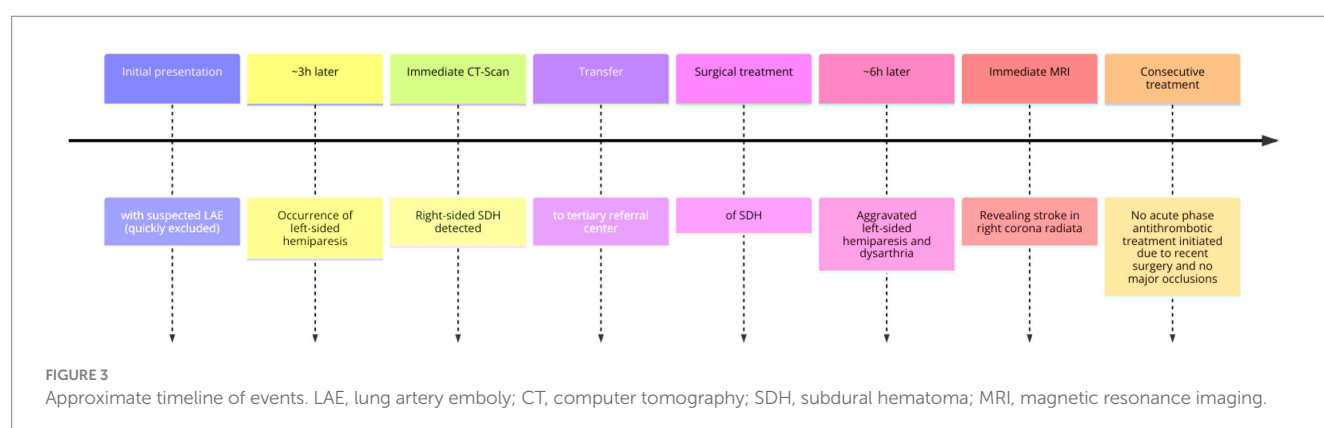 Initial presentation
~3h later
Immediate CT-Scan
Transfer
Surgical treatment
~6h later
Immediate MRI
Consecutive
treatment
with suspected LAE
(quickly excluded)
Occurrence of
left-sided
hemiparesis
Right-sided SDH
detected
to tertiary referral
center
of SDH
Aggravated
left-sided
hemiparesis and
dysarthria
Revealing stroke in
right corona radiata
No acute phase
antithrombotic
treatment initiated
due to recent
surgery and no
major occlusions
FIGURE 3
Approximate timeline of events. LAE, lung artery emboly; CT, computer tomography; SDH, subdural hematoma; MRI, magnetic resonance imaging.